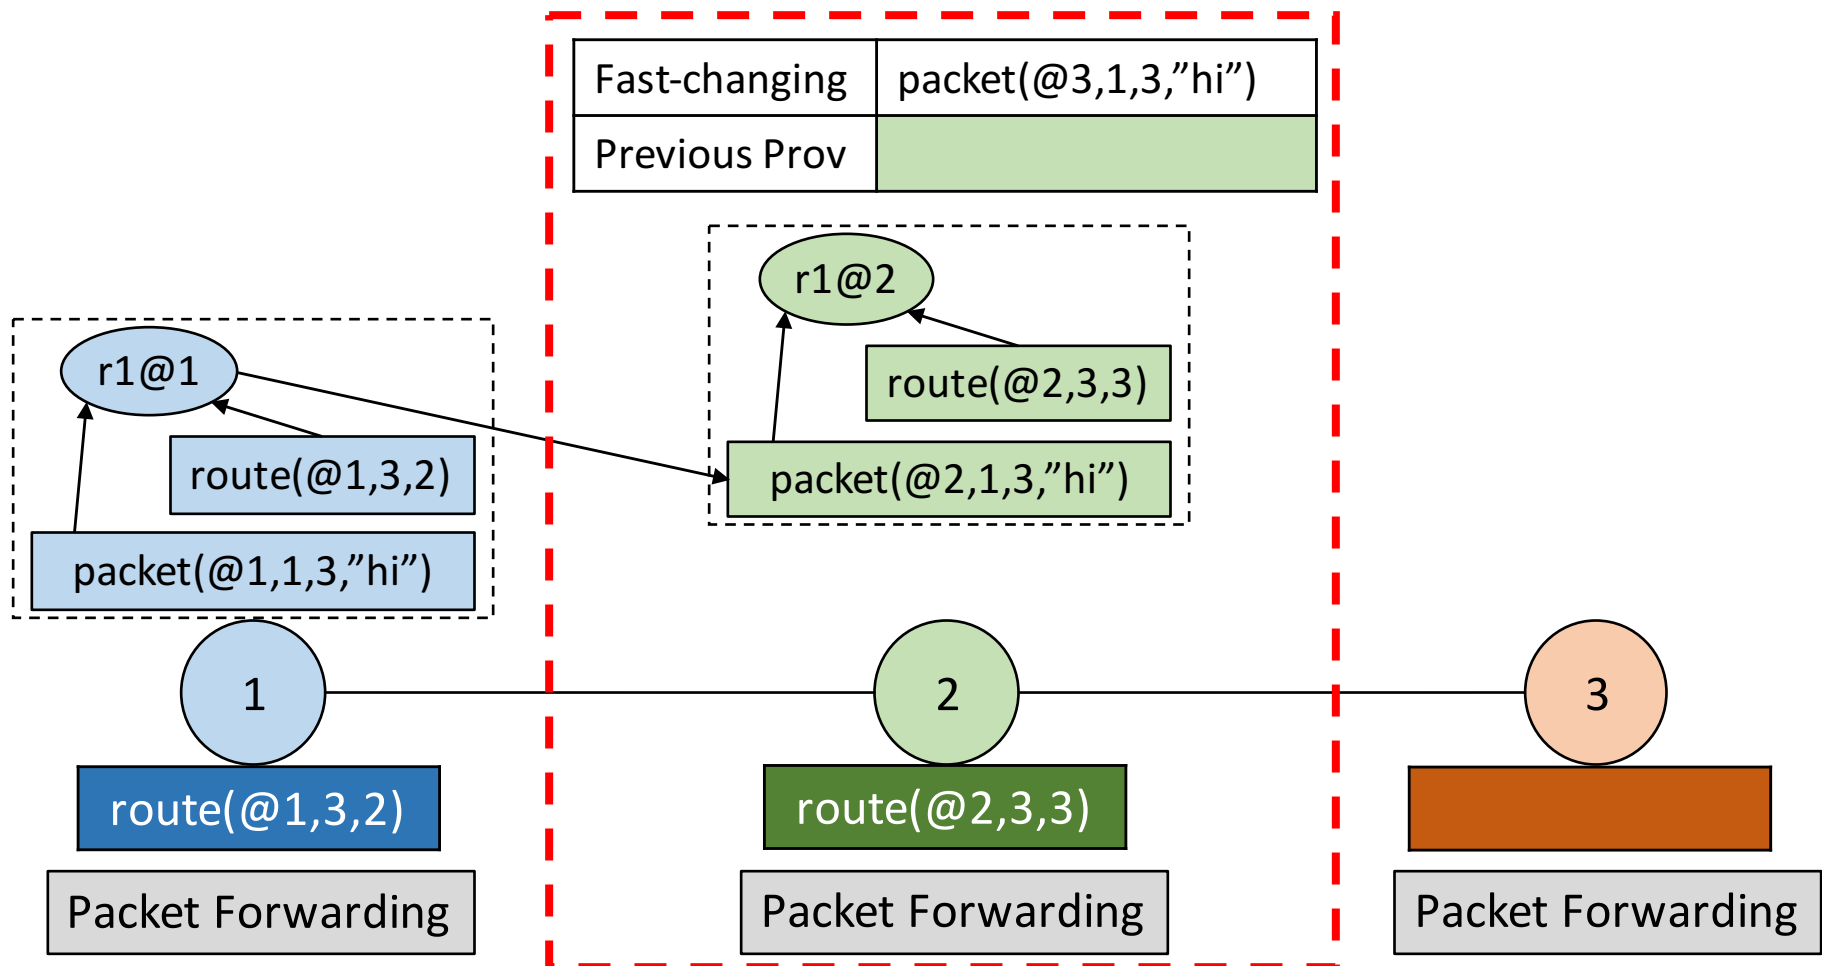 Fast-changing packet(@3,1,3,”hi”)
Previous Prov
r1@2
route(@2,3,3)
packet(@2,1,3,”hi”)
r1@1
route(@1,3,2)
packet(@1,1,3,”hi”)
1
2
3
route(@1,3,2)
route(@2,3,3)
Packet Forwarding
Packet Forwarding
Packet Forwarding